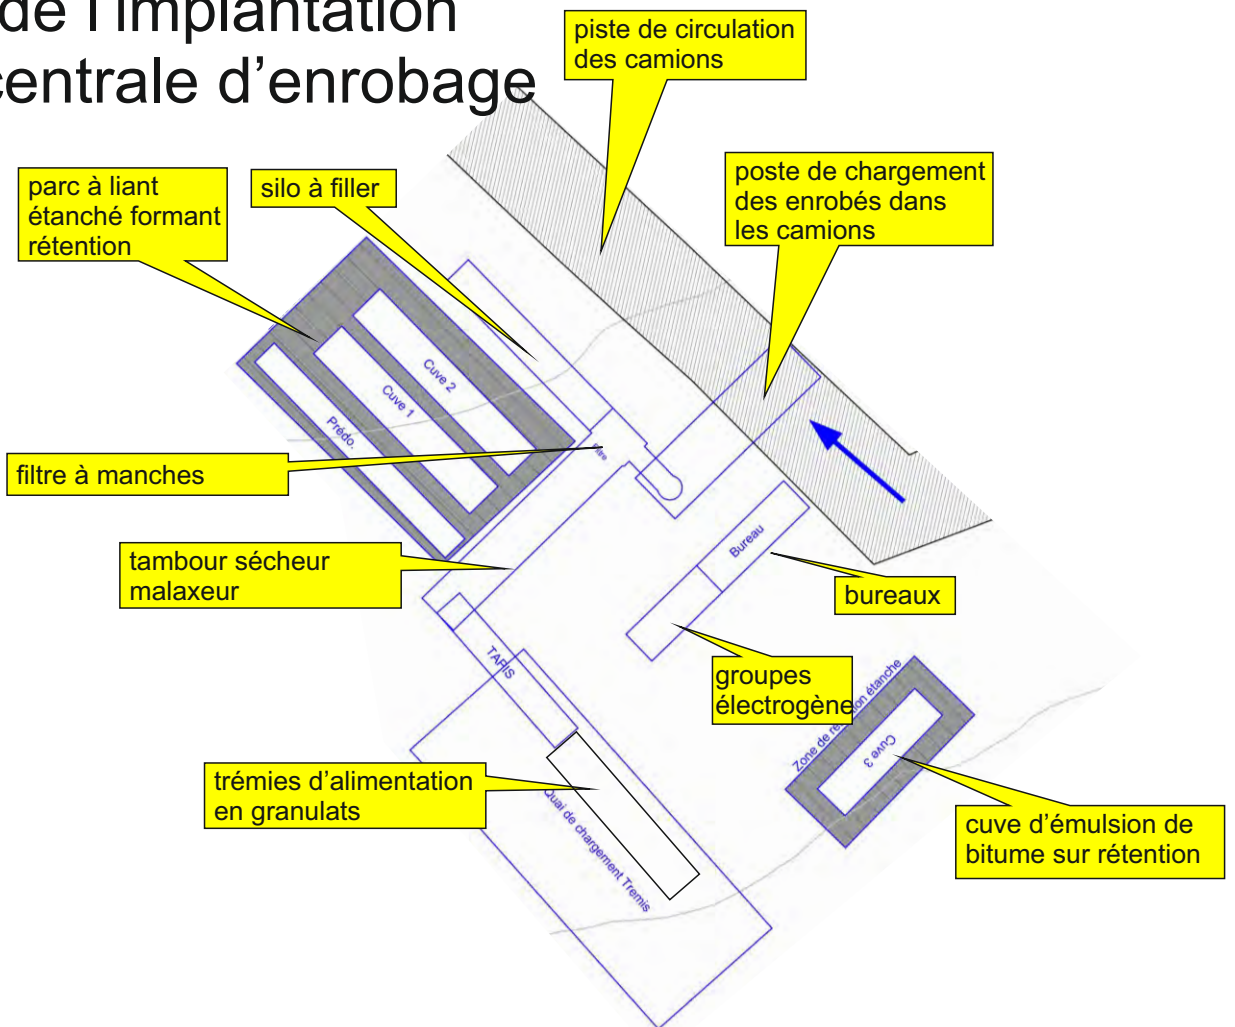 de l'implantation
centrale d'enrobage
piste de circulation
des camions
poste de chargement
des enrobés dans
les camions
parc à liant
étanché formant
rétention
silo à filler
Cuve 2
Cuve 1
Prédo.
filtre à manches
tambour sécheur
malaxeur
Bureau
bureaux
groupes
électrogène
TAPIS
Zone de rétention étanche
Cuve 3
trémies d'alimentation
en granulats
Quai de chargement Tremis
cuve d'émulsion de
bitume sur rétention